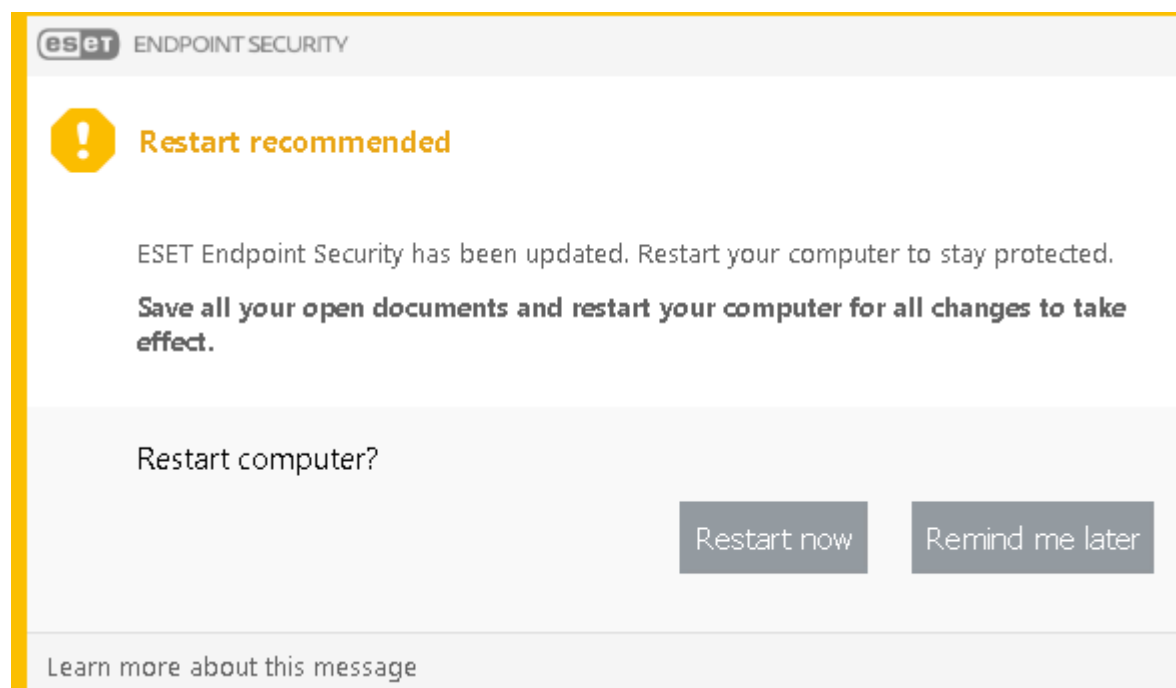 eset ENDPOINT SECURITY
Restart recommended
ESET Endpoint Security has been updated. Restart your computer to stay protected.
Save all your open documents and restart your computer for all changes to take
effect.
Restart computer?
Restart now Remind me later
Learn more about this message